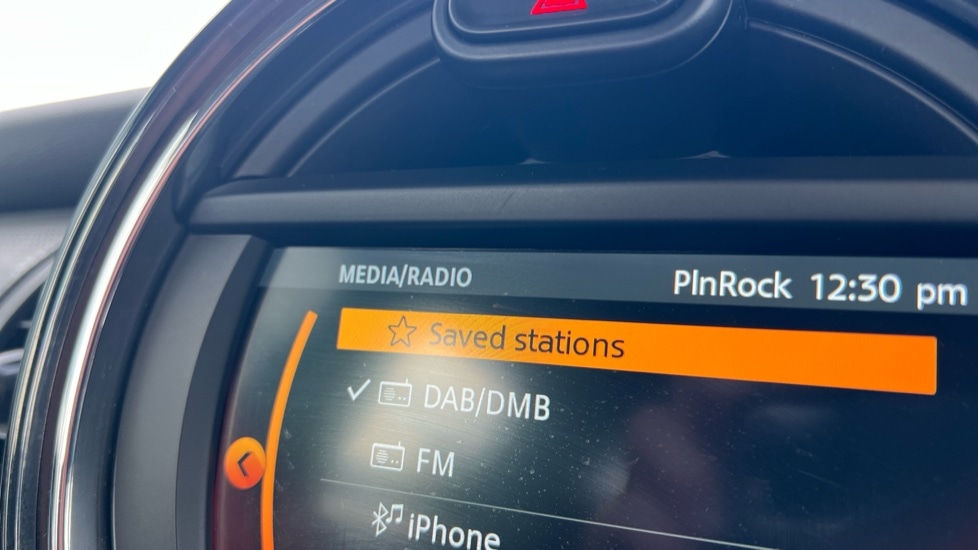 MEDIA/RADIO PlnRock 12:30 pm
Saved stations
DAB/DMB
FM
iPhone